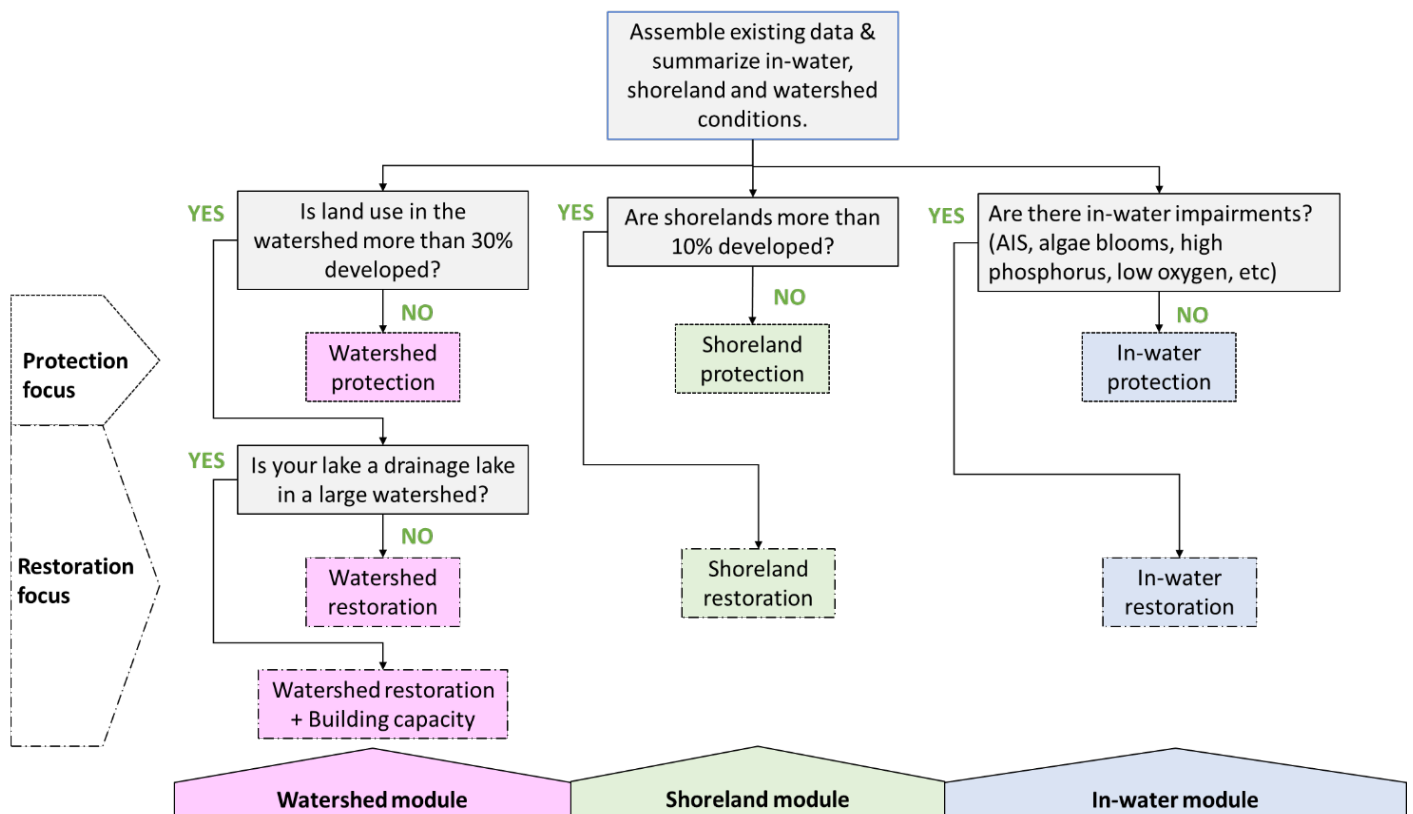 Assemble existing data &
summarize in-water,
shoreland and watershed
conditions.
YES
Is land use in the
watershed more than 30%
developed?
NO
YES
Are shorelands more than
10% developed?
NO
YES
Are there in-water impairments?
(AIS, algae blooms, high
phosphorus, low oxygen, etc)
NO
Protection
focus
Watershed
protection
Shoreland
protection
In-water
protection
YES
Is your lake a drainage lake
in a large watershed?
NO
Restoration
focus
Watershed
restoration
Shoreland
restoration
In-water
restoration
Watershed restoration
+ Building capacity
Watershed module
Shoreland module
In-water module